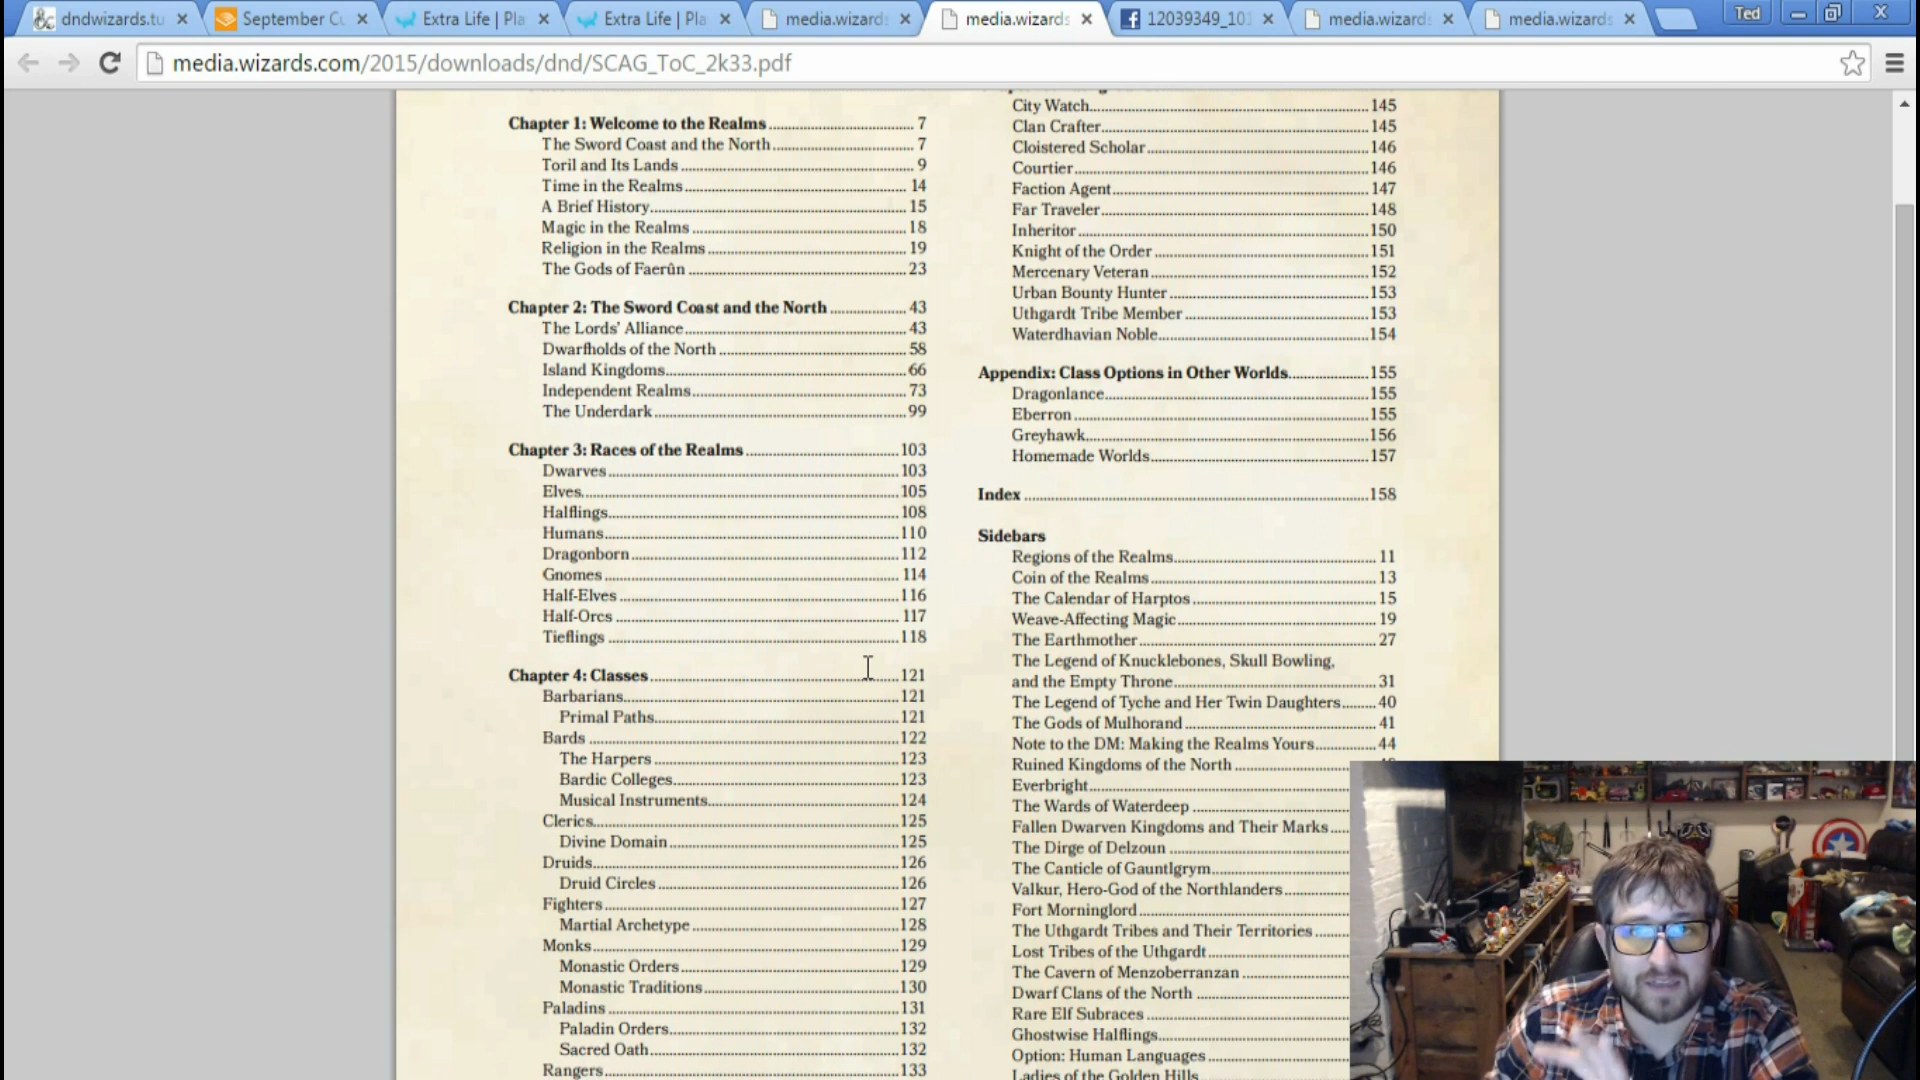 dndwizards.tu
September Cu
Extra Life | Pla
Extra Life | Pla
media.wizards
media.wizards
12039349_101
media.wizards
media.wizards
Ted
media.wizards.com/2015/downloads/dnd/SCAG_ToC_2k33.pdf
Chapter 1: Welcome to the Realms 7
The Sword Coast and the North 7
Toril and Its Lands 9
Time in the Realms 14
A Brief History 15
Magic in the Realms 18
Religion in the Realms 19
The Gods of Faerûn 23
Chapter 2: The Sword Coast and the North 43
The Lords' Alliance 43
Dwarfholds of the North 58
Island Kingdoms 66
Independent Realms 73
The Underdark 99
Chapter 3: Races of the Realms 103
Dwarves 103
Elves 105
Halflings 108
Humans 110
Dragonborn 112
Gnomes 114
Half-Elves 116
Half-Orcs 117
Tieflings 118
Chapter 4: Classes 121
Barbarians 121
Primal Paths 121
Bards 122
The Harpers 123
Bardic Colleges 123
Musical Instruments 124
Clerics 125
Divine Domain 125
Druids 126
Druid Circles 126
Fighters 127
Martial Archetype 128
Monks 129
Monastic Orders 129
Monastic Traditions 130
Paladins 131
Paladin Orders 132
Sacred Oath 132
Rangers 133
City Watch 145
Clan Crafter 145
Cloistered Scholar 146
Courtier 146
Faction Agent 147
Far Traveler 148
Inheritor 150
Knight of the Order 151
Mercenary Veteran 152
Urban Bounty Hunter 153
Uthgardt Tribe Member 153
Waterdhavian Noble 154
Appendix: Class Options in Other Worlds 155
Dragonlance 155
Eberron 155
Greyhawk 156
Homemade Worlds 157
Index 158
Sidebars
Regions of the Realms 11
Coin of the Realms 13
The Calendar of Harptos 15
Weave-Affecting Magic 19
The Earthmother 27
The Legend of Knucklebones, Skull Bowling,
and the Empty Throne 31
The Legend of Tyche and Her Twin Daughters 40
The Gods of Mulhorand 41
Note to the DM: Making the Realms Yours 44
Ruined Kingdoms of the North
Everbright
The Wards of Waterdeep
Fallen Dwarven Kingdoms and Their Marks
The Dirge of Delzoun
The Canticle of Gauntlgrym
Valkur, Hero-God of the Northlanders
Fort Morninglord
The Uthgardt Tribes and Their Territories
Lost Tribes of the Uthgardt
The Cavern of Menzoberranzan
Dwarf Clans of the North
Rare Elf Subraces
Ghostwise Halflings
Option: Human Languages
Ladies of the Golden Hills